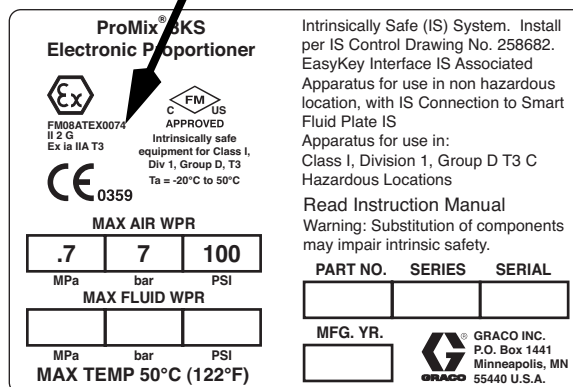 ProMix® 3KS
Electronic Proportioner
Ex
FM08ATEX0074
II 2 G
Ex ia IIA T3
CE 0359
FM
C US
APPROVED
Intrinsically safe
equipment for Class I,
Div 1, Group D, T3
Ta = -20°C to 50°C
MAX AIR WPR
.7 7 100
MPa bar PSI
MAX FLUID WPR
MPa bar PSI
MAX TEMP 50°C (122°F)
Intrinsically Safe (IS) System. Install
per IS Control Drawing No. 258682.
EasyKey Interface IS Associated
Apparatus for use in non hazardous
location, with IS Connection to Smart
Fluid Plate IS
Apparatus for use in:
Class I, Division 1, Group D T3 C
Hazardous Locations
Read Instruction Manual
Warning: Substitution of components
may impair intrinsic safety.
PART NO. SERIES SERIAL
MFG. YR.
GRACO
®
GRACO INC.
P.O. Box 1441
Minneapolis, MN
55440 U.S.A.